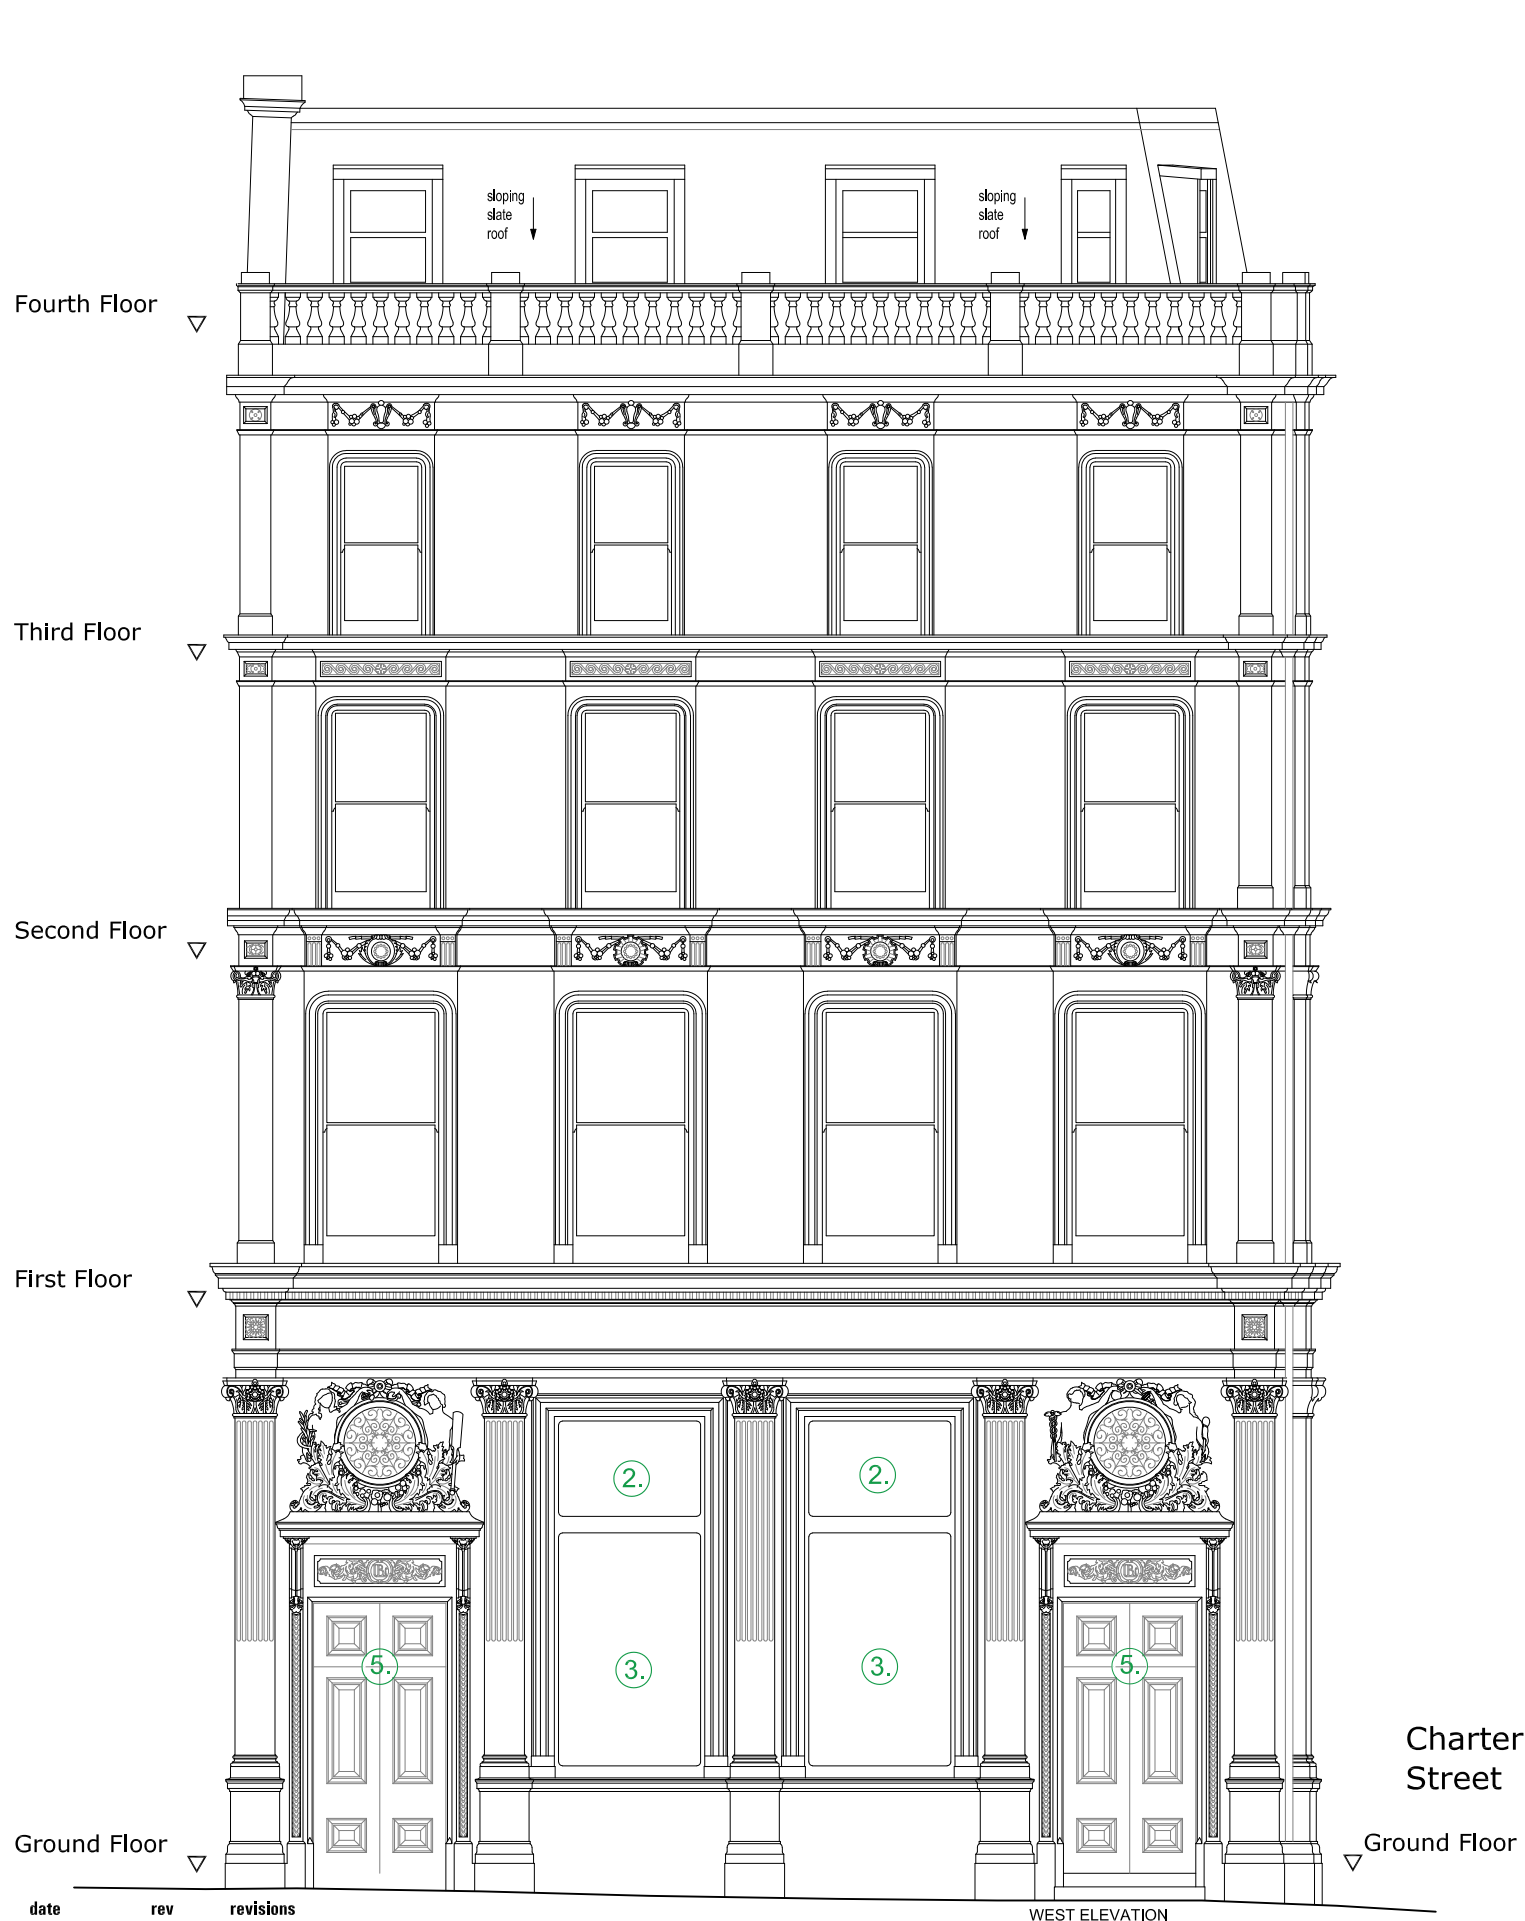 sloping
slate
roof
sloping
slate
roof
Fourth Floor
Third Floor
Second Floor
First Floor
2.
2.
3.
3.
5.
5.
Charter
Street
Ground Floor
Ground Floor
date rev revisions
WEST ELEVATION